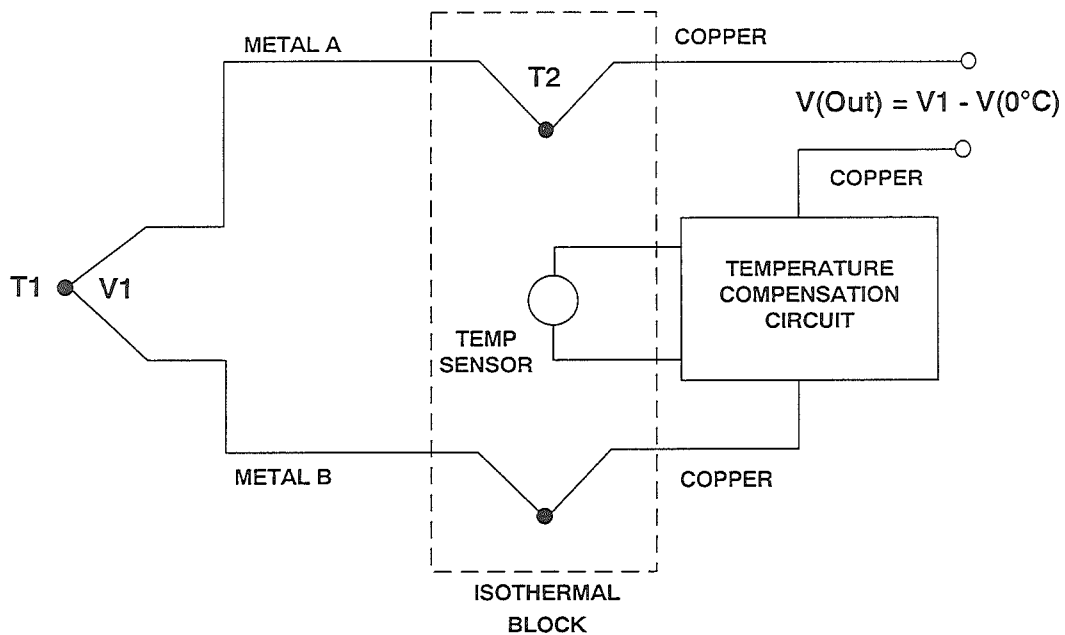 METAL A
COPPER
T2
V(Out) = V1 - V(0°C)
COPPER
T1
V1
TEMPERATURE
COMPENSATION
CIRCUIT
TEMP
SENSOR
METAL B
COPPER
ISOTHERMAL
BLOCK